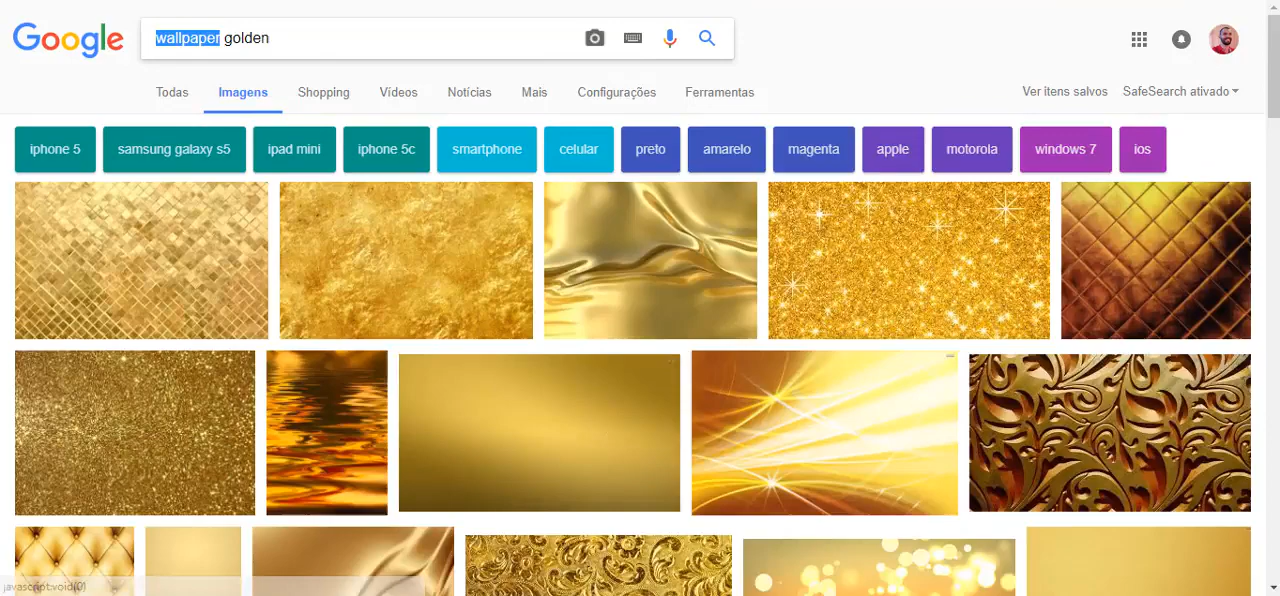 Google
wallpaper golden
Todas Imagens Shopping Vídeos Notícias Mais Configurações Ferramentas Ver itens salvos SafeSearch ativado
iphone 5 samsung galaxy s5 ipad mini iphone 5c smartphone celular preto amarelo magenta apple motorola windows 7 ios
javascript:void(0)